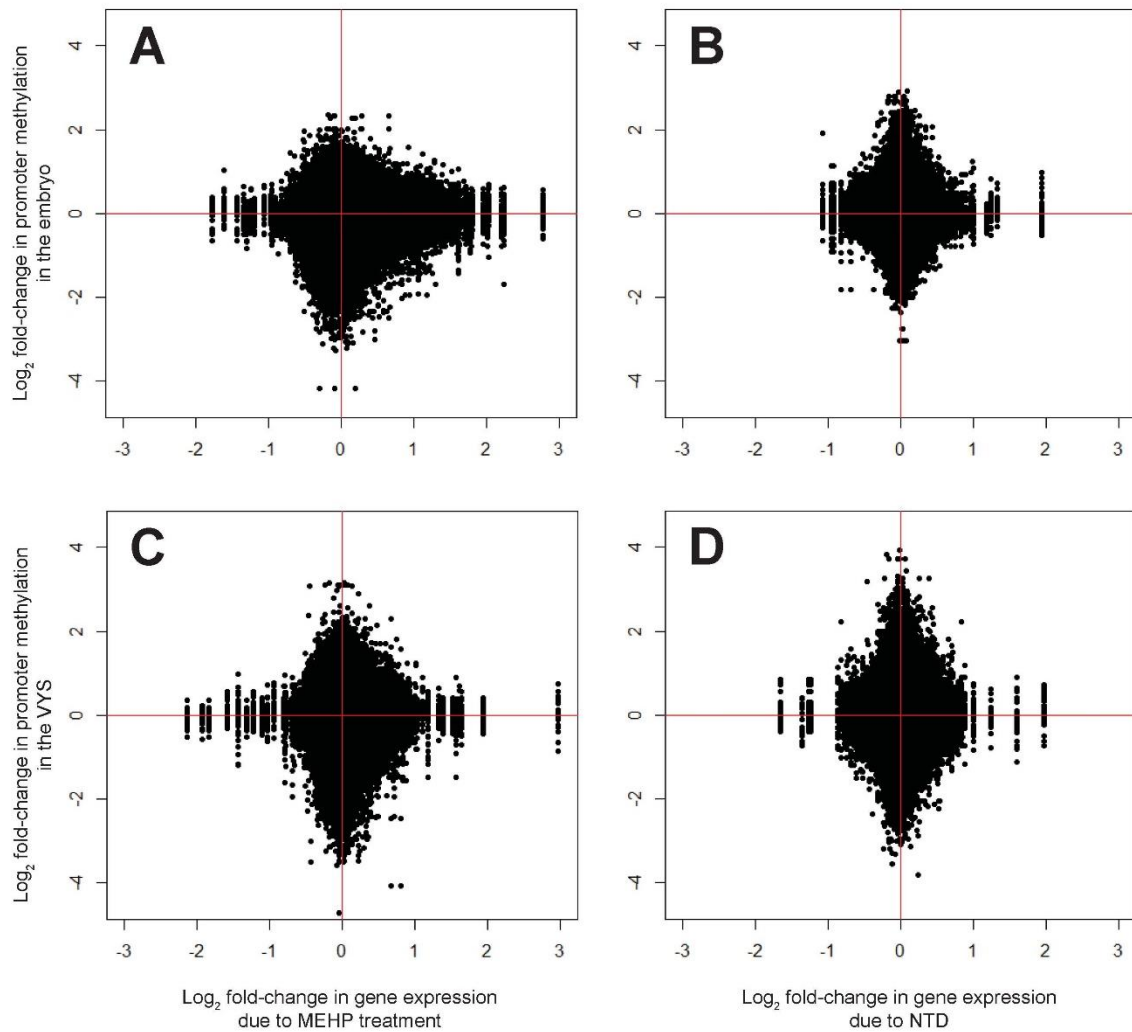 A
B
4
2
0
-2
-4
4
2
0
-2
-4
Log2 fold-change in promoter methylation
in the embryo
-3 -2 -1 0 1 2 3
-3 -2 -1 0 1 2 3
C
D
4
2
0
-2
-4
4
2
0
-2
-4
Log2 fold-change in promoter methylation
in the VYS
-3 -2 -1 0 1 2 3
-3 -2 -1 0 1 2 3
Log2 fold-change in gene expression
due to MEHP treatment
Log2 fold-change in gene expression
due to NTD